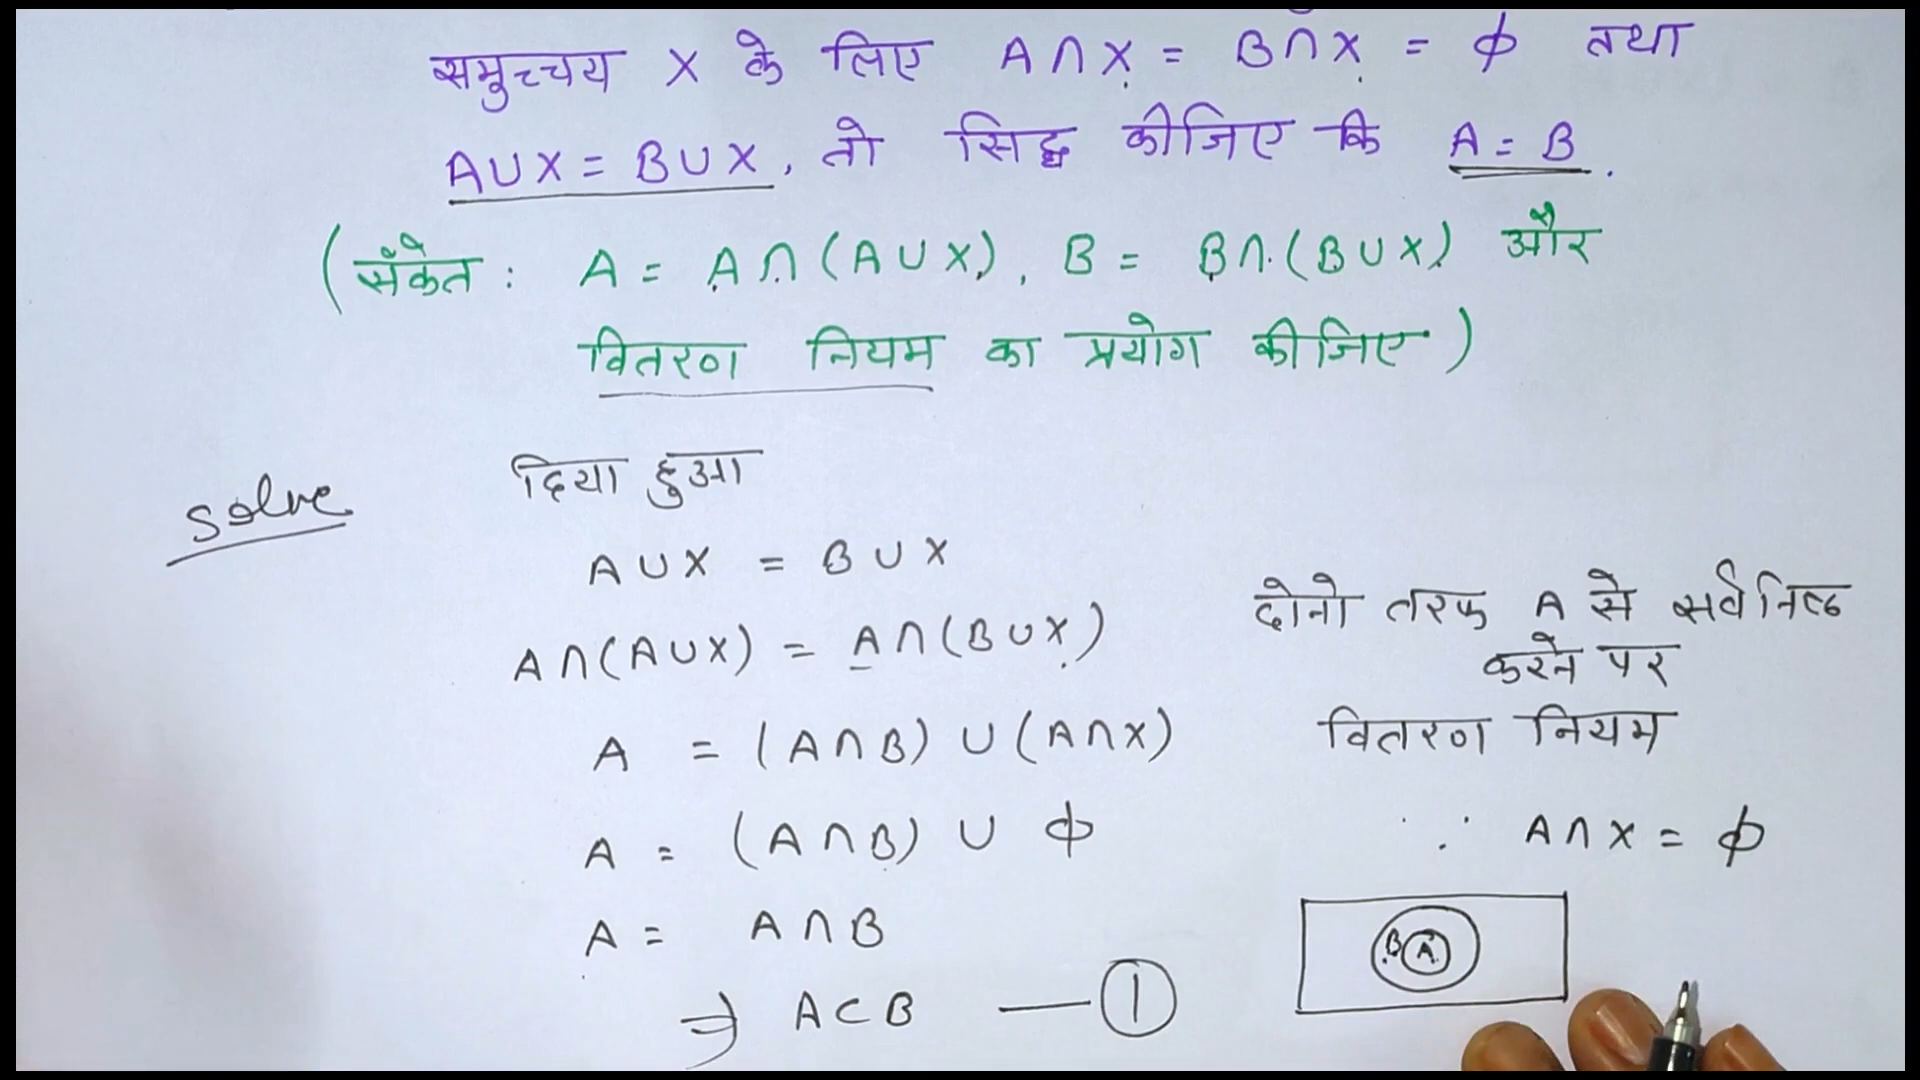 समुच्चय X के लिए A∩X = B∩X = ϕ तथा
A∪X = B∪X, तो सिद्ध कीजिए कि A = B.
(संकेत : A = A∩(A∪X), B = B∩(B∪X) और
वितरण नियम का प्रयोग कीजिए)
Solve
दिया हुआ
A∪X = B∪X
A∩(A∪X) = A∩(B∪X) दोनो तरफ A से सर्वनिष्ठ
करने पर
A = (A∩B) ∪ (A∩X) वितरण नियम
A = (A∩B) ∪ ϕ ∵ A∩X = ϕ
A = A∩B
B A
⇒ A⊂B — 1